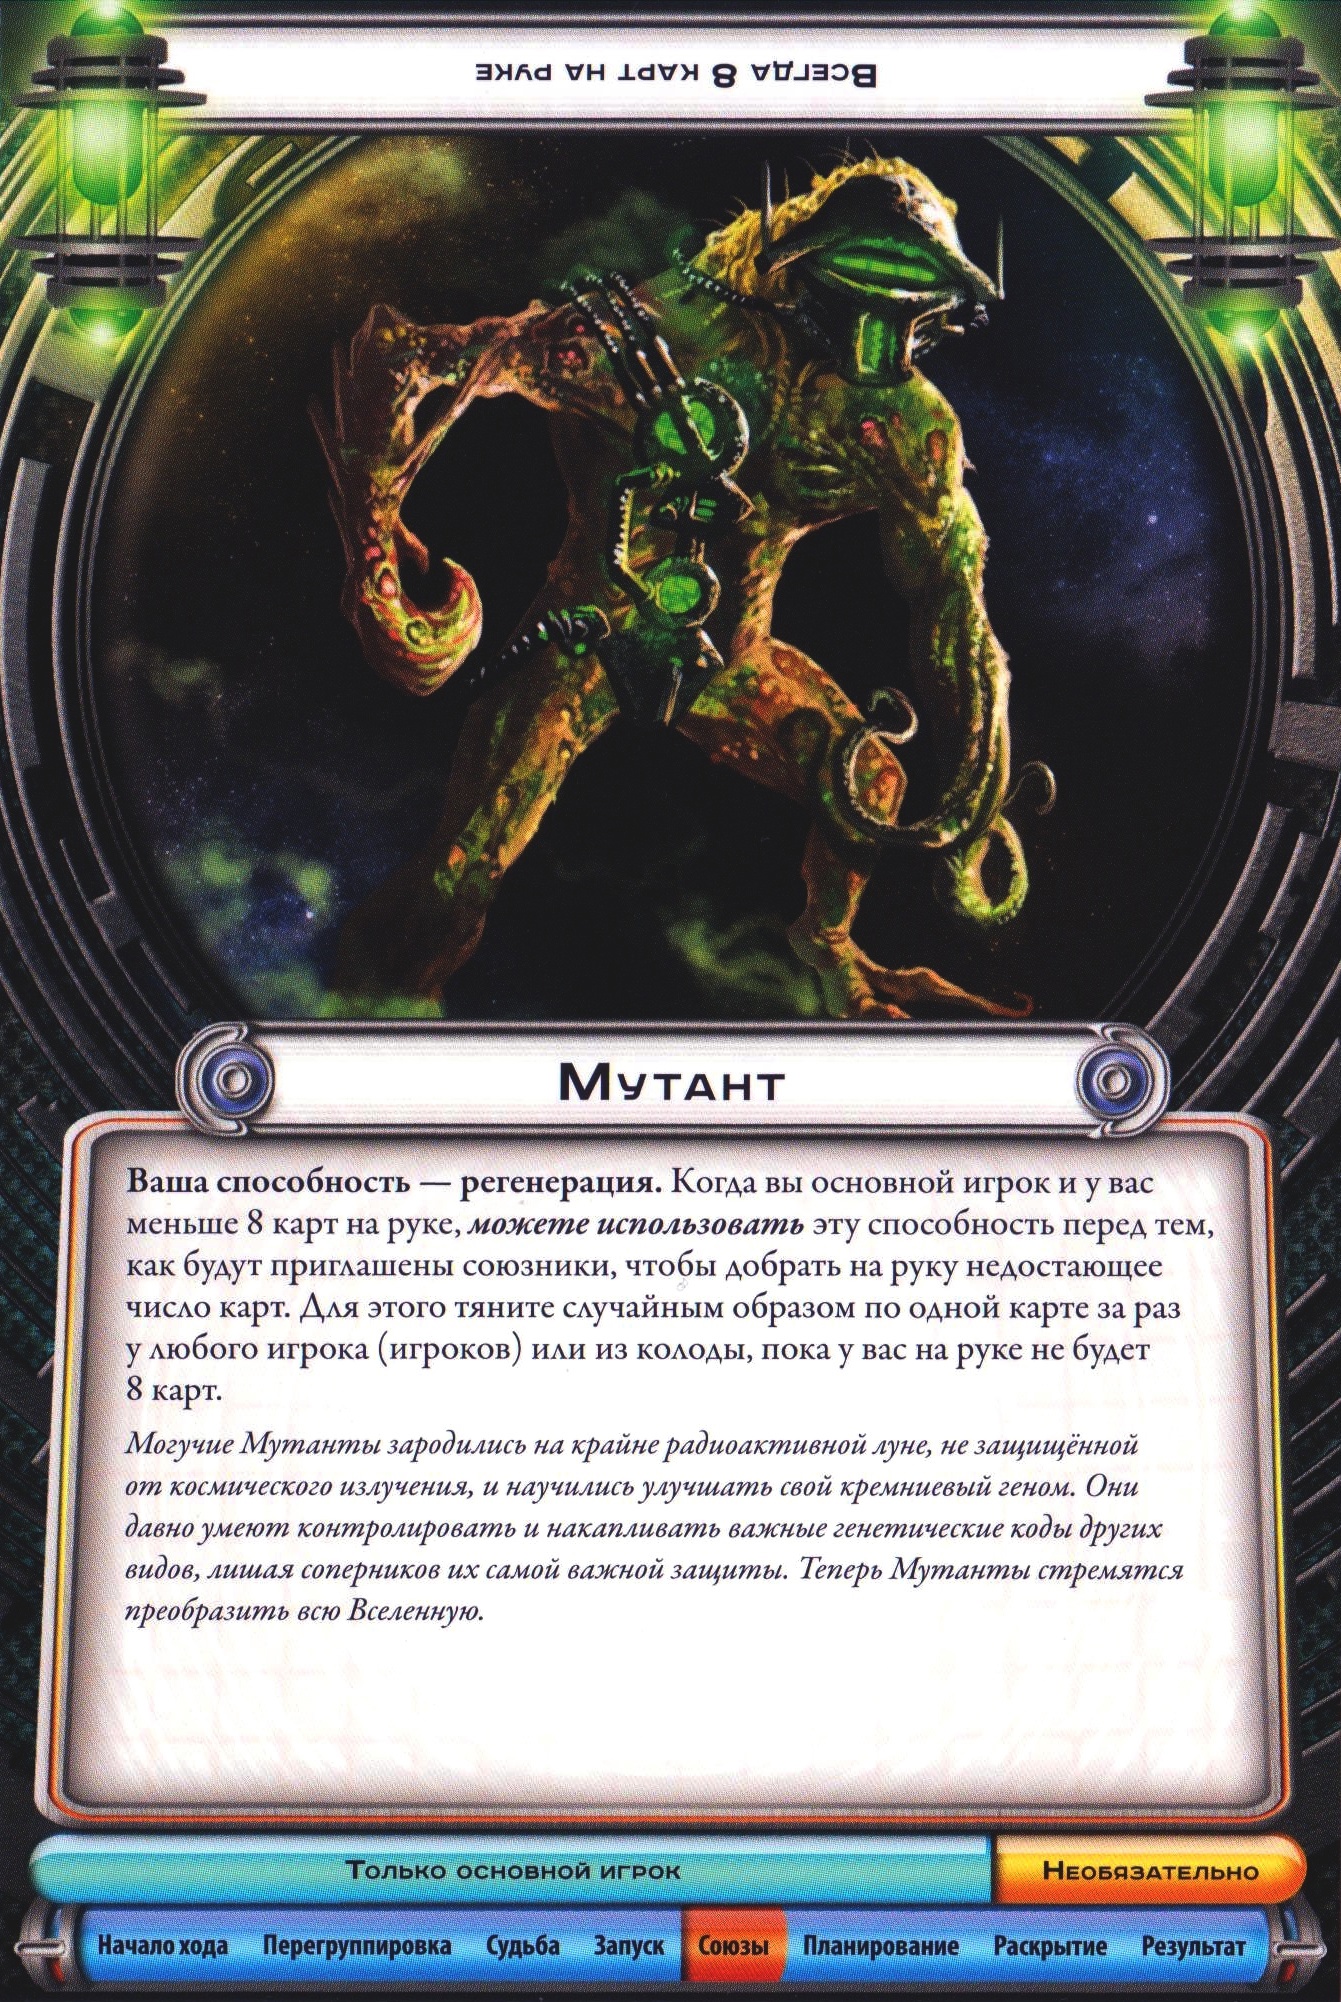 Всегда 8 карт на руке
Мутант
Ваша способность — регенерация. Когда вы основной игрок и у вас
меньше 8 карт на руке, можете использовать эту способность перед тем,
как будут приглашены союзники, чтобы добрать на руку недостающее
число карт. Для этого тяните случайным образом по одной карте за раз
у любого игрока (игроков) или из колоды, пока у вас на руке не будет
8 карт.
Могучие Мутанты зародились на крайне радиоактивной луне, не защищённой
от космического излучения, и научились улучшать свой кремниевый геном. Они
давно умеют контролировать и накапливать важные генетические коды других
видов, лишая соперников их самой важной защиты. Теперь Мутанты стремятся
преобразить всю Вселенную.
Только основной игрок Необязательно
Начало хода Перегруппировка Судьба Запуск Союзы Планирование Раскрытие Результат